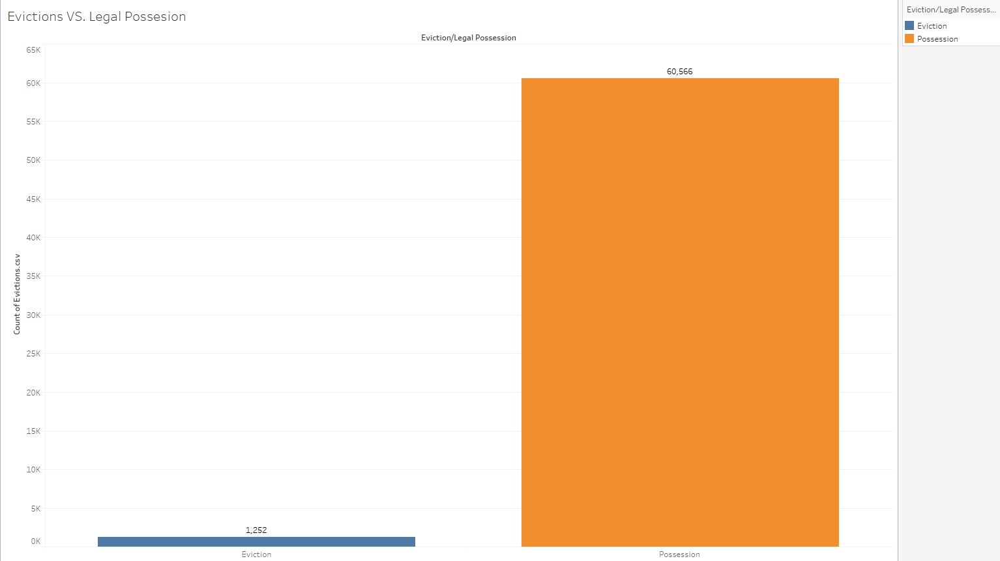 Evictions VS. Legal Possesion
Eviction/Legal Possess...
Eviction
Possession
Eviction/Legal Possession
65K
60K
55K
50K
45K
40K
35K
30K
25K
20K
15K
10K
5K
0K
Count of Evictions.csv
60,566
1,252
Eviction
Possession